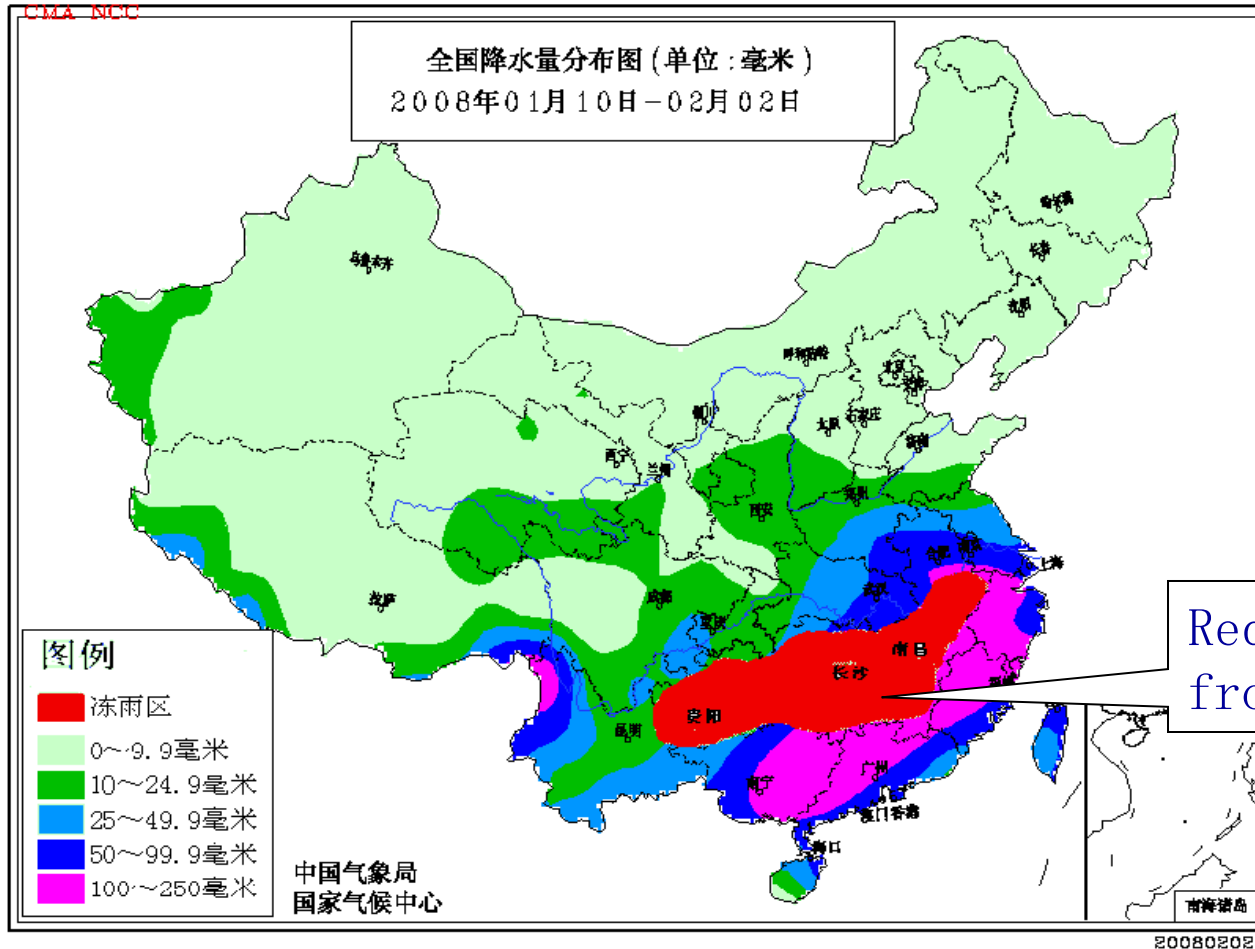 CMA NCC
全国降水量分布图(单位:毫米)
2008年01月10日-02月02日
哈尔滨
长春
乌鲁木齐
沈阳
呼和浩特
北京
天津
银川
太原
石家庄
济南
西宁
兰州
郑州
西安
合肥
南京
上海
拉萨
成都
武汉
重庆
南昌
长沙
福州
贵阳
昆明
南宁
广州
澳门香港
海口
Rec
fro
图例
冻雨区
0~9.9毫米
10~24.9毫米
25~49.9毫米
50~99.9毫米
100~250毫米
中国气象局
国家气候中心
南海诸岛
20080202